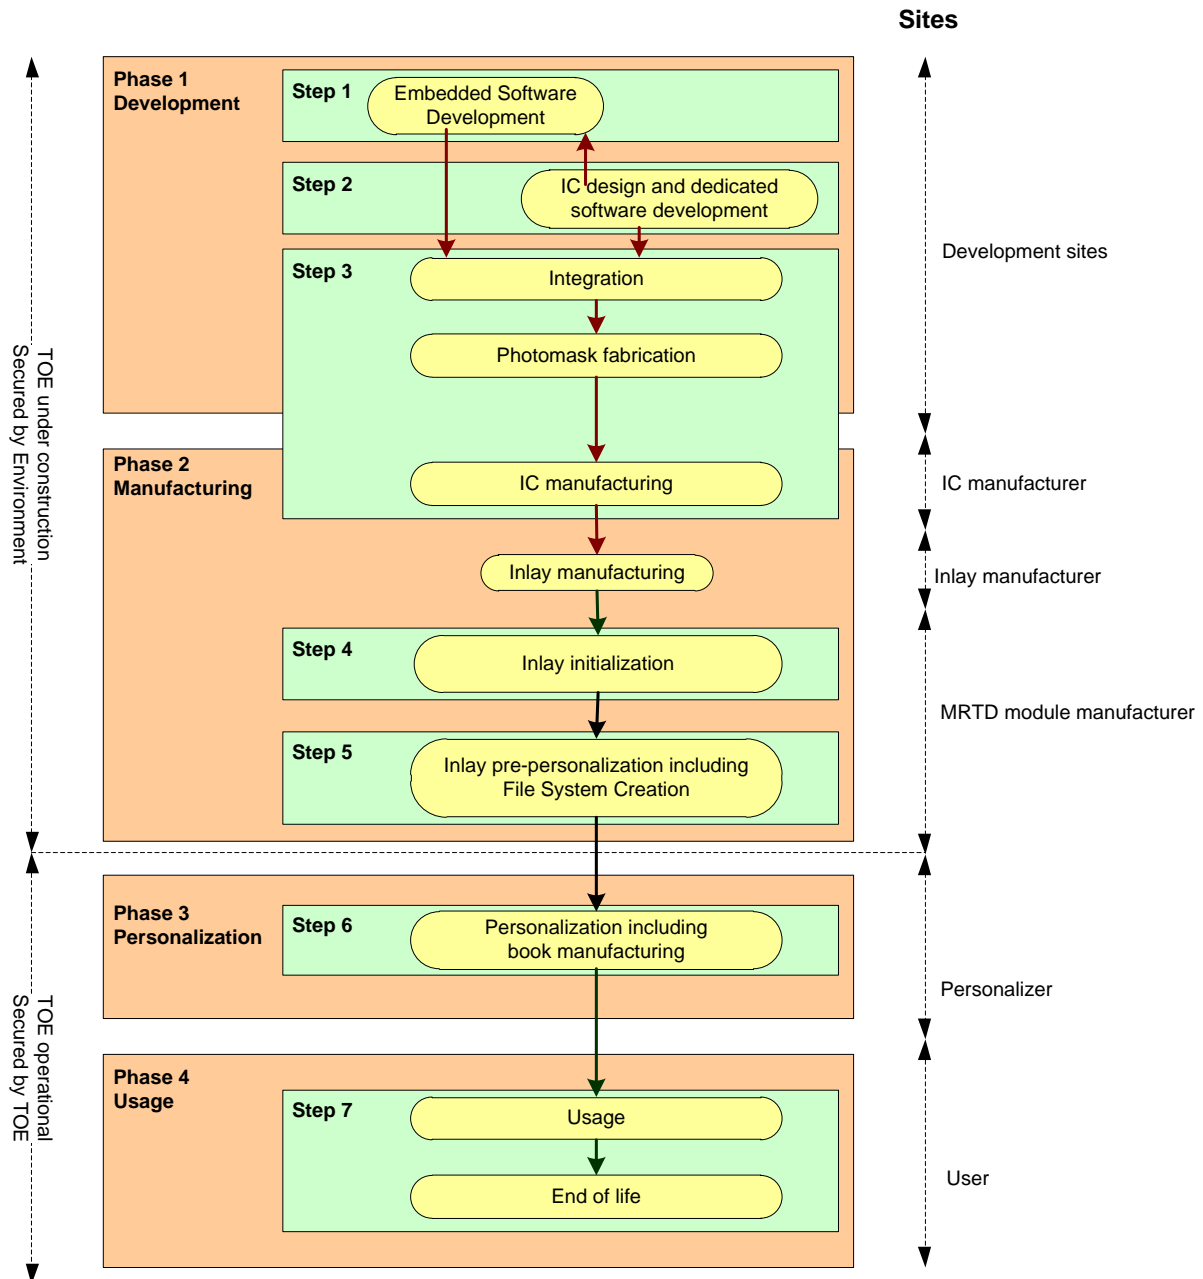 Sites
Phase 1
Development
Step 1
Embedded Software
Development
Step 2
IC design and dedicated
software development
Step 3
Integration
Photomask fabrication
Development sites
TOE under construction
Secured by Environment
Phase 2
Manufacturing
IC manufacturing
IC manufacturer
Inlay manufacturing
Inlay manufacturer
Step 4
Inlay initialization
MRTD module manufacturer
Step 5
Inlay pre-personalization including
File System Creation
Phase 3
Personalization
Step 6
Personalization including
book manufacturing
Personalizer
TOE operational
Secured by TOE
Phase 4
Usage
Step 7
Usage
End of life
User